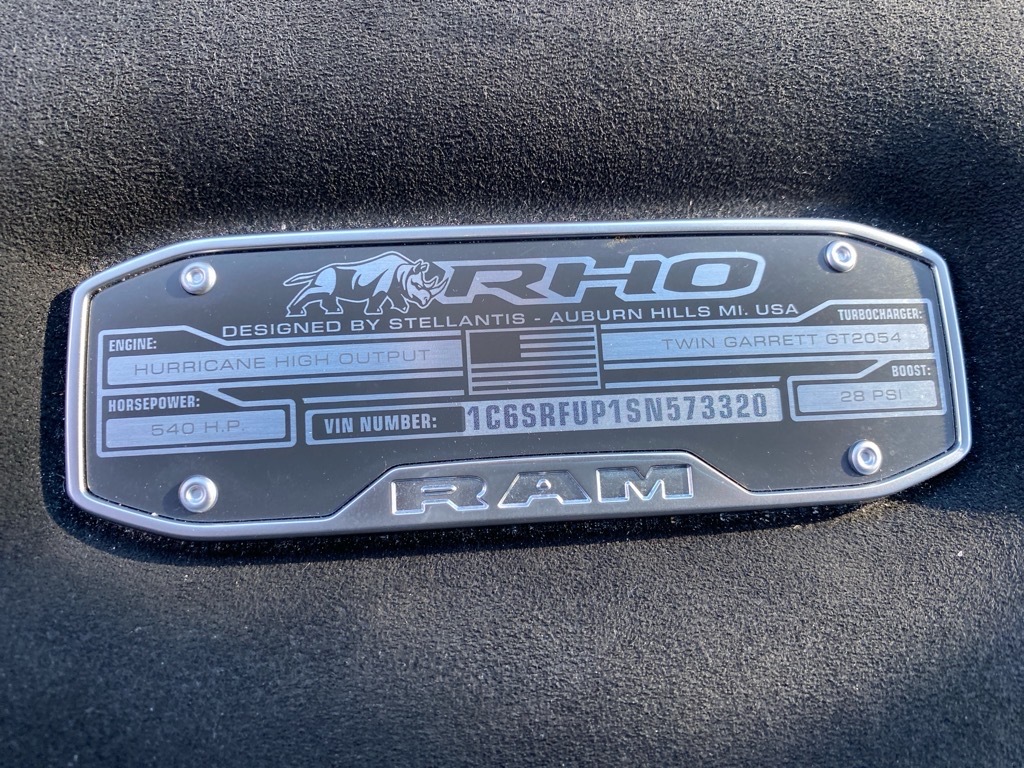 RHO
DESIGNED BY STELLANTIS - AUBURN HILLS MI. USA
ENGINE:
HURRICANE HIGH OUTPUT
TURBOCHARGER:
TWIN GARRETT GT2054
HORSEPOWER:
540 H.P.
VIN NUMBER: 1C6SRFUP1SN573320
BOOST:
28 PSI
RAM